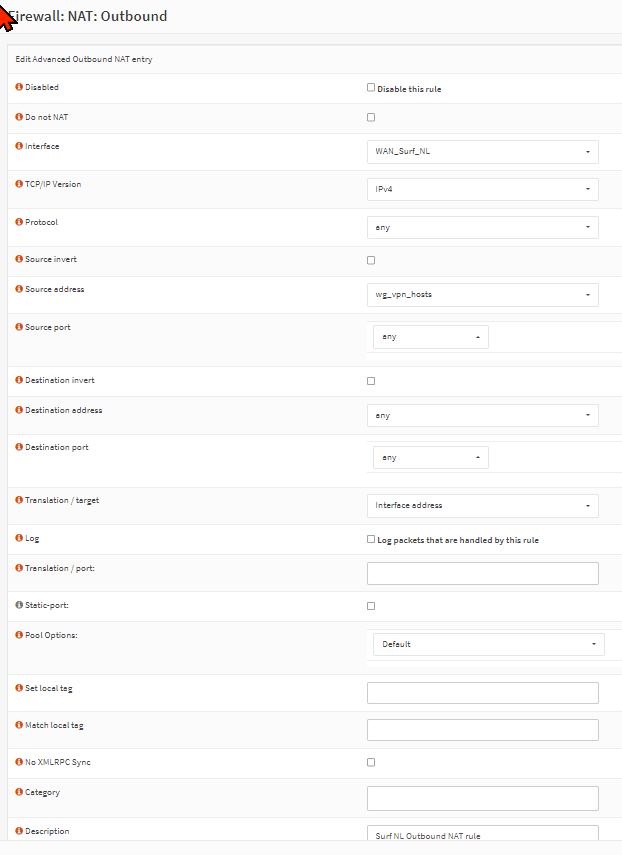 Firewall: NAT: Outbound
Edit Advanced Outbound NAT entry
Disabled
Disable this rule
Do not NAT
Interface
WAN_Surf_NL
TCP/IP Version
IPv4
Protocol
any
Source invert
Source address
wg_vpn_hosts
Source port
any
Destination invert
Destination address
any
Destination port
any
Translation / target
Interface address
Log
Log packets that are handled by this rule
Translation / port:
Static-port:
Pool Options:
Default
Set local tag
Match local tag
No XMLRPC Sync
Category
Description
Surf NL Outbound NAT rule